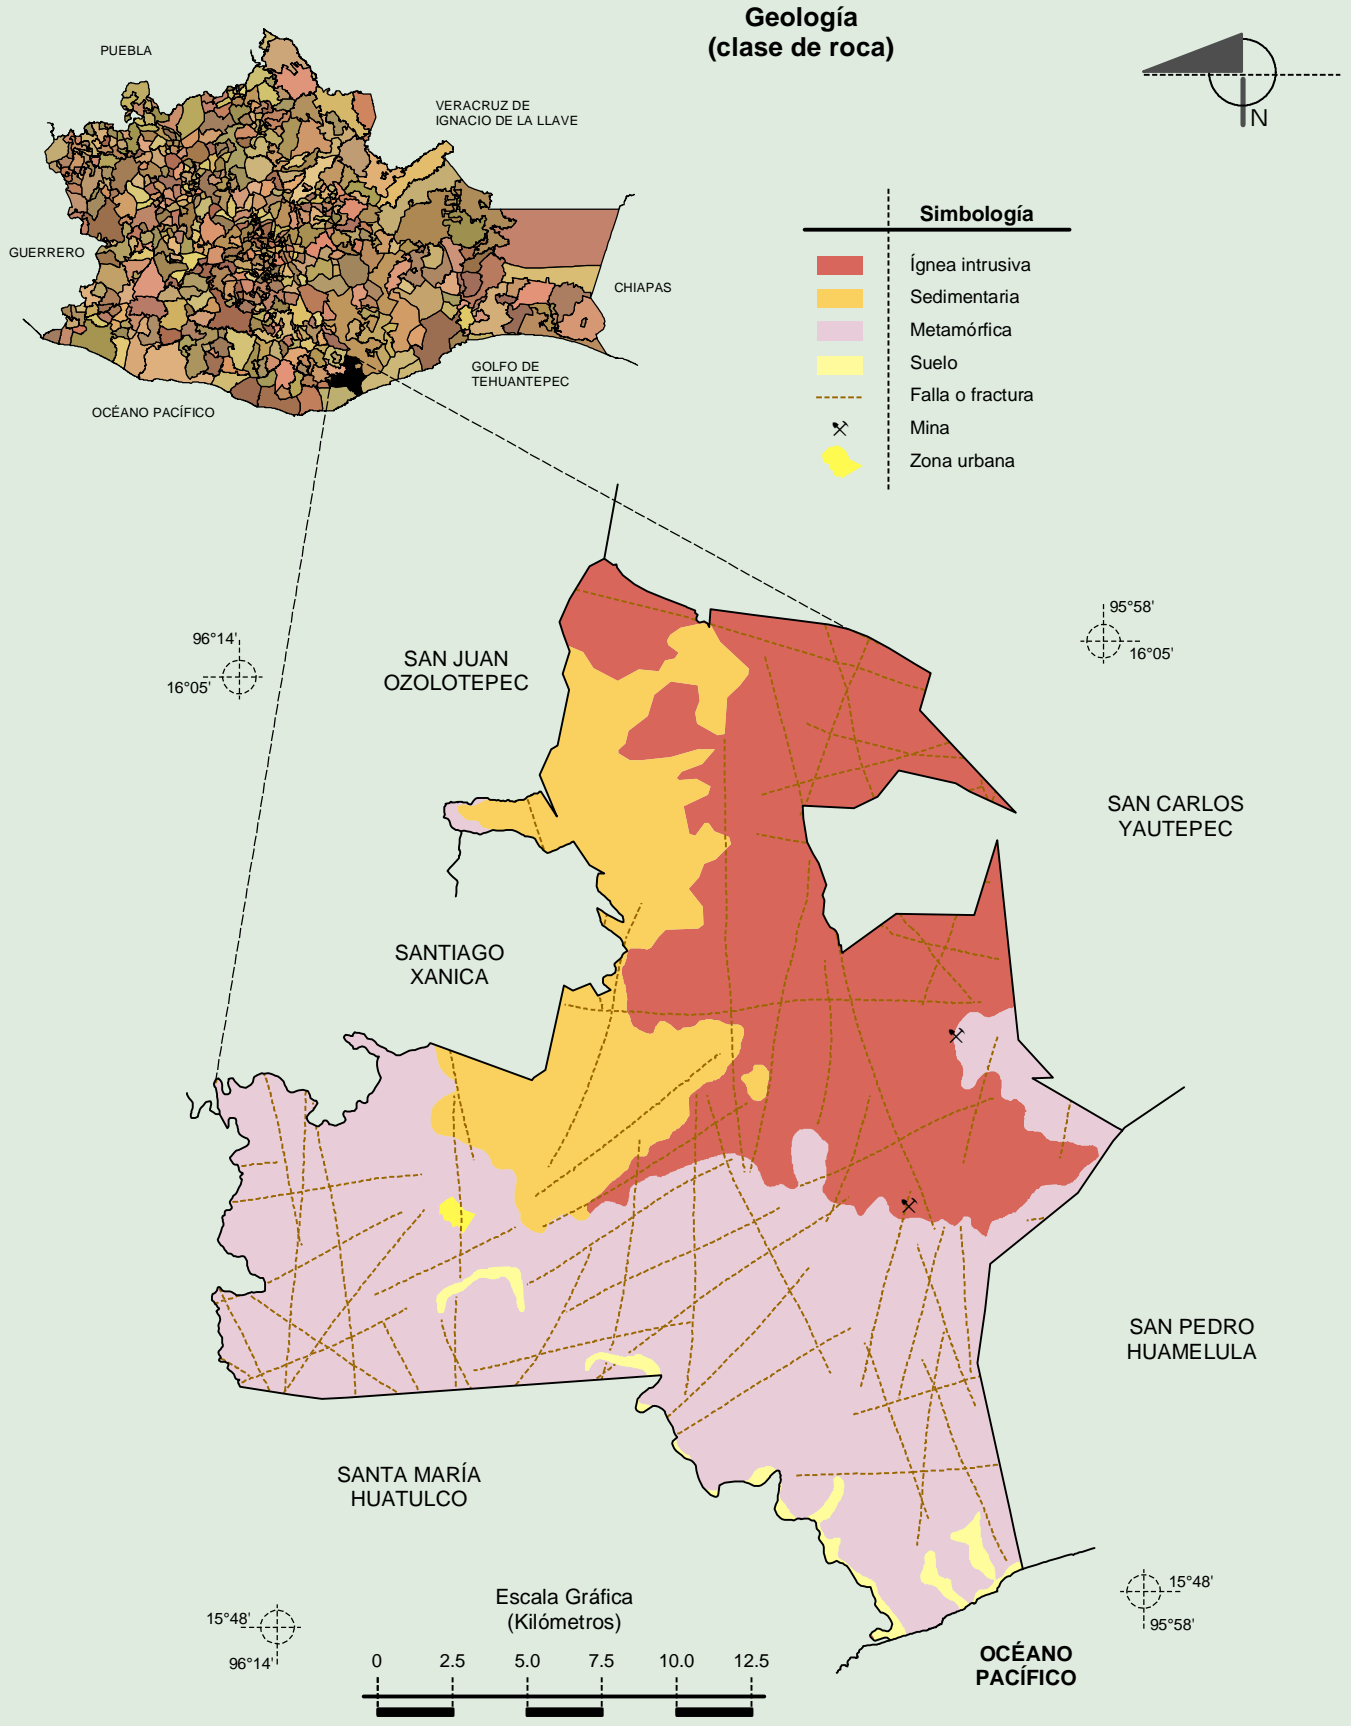 Geología
(clase de roca)
N
PUEBLA
VERACRUZ DE
IGNACIO DE LA LLAVE
GUERRERO
CHIAPAS
GOLFO DE
TEHUANTEPEC
OCÉANO PACÍFICO
Simbología
Ígnea intrusiva
Sedimentaria
Metamórfica
Suelo
Falla o fractura
Mina
Zona urbana
96°14'
16°05'
95°58'
16°05'
SAN JUAN
OZOLOTEPEC
SAN CARLOS
YAUTEPEC
SANTIAGO
XANICA
SAN PEDRO
HUAMELULA
SANTA MARÍA
HUATULCO
15°48'
96°14'
15°48'
95°58'
OCÉANO
PACÍFICO
Escala Gráfica
(Kilómetros)
0 2.5 5.0 7.5 10.0 12.5